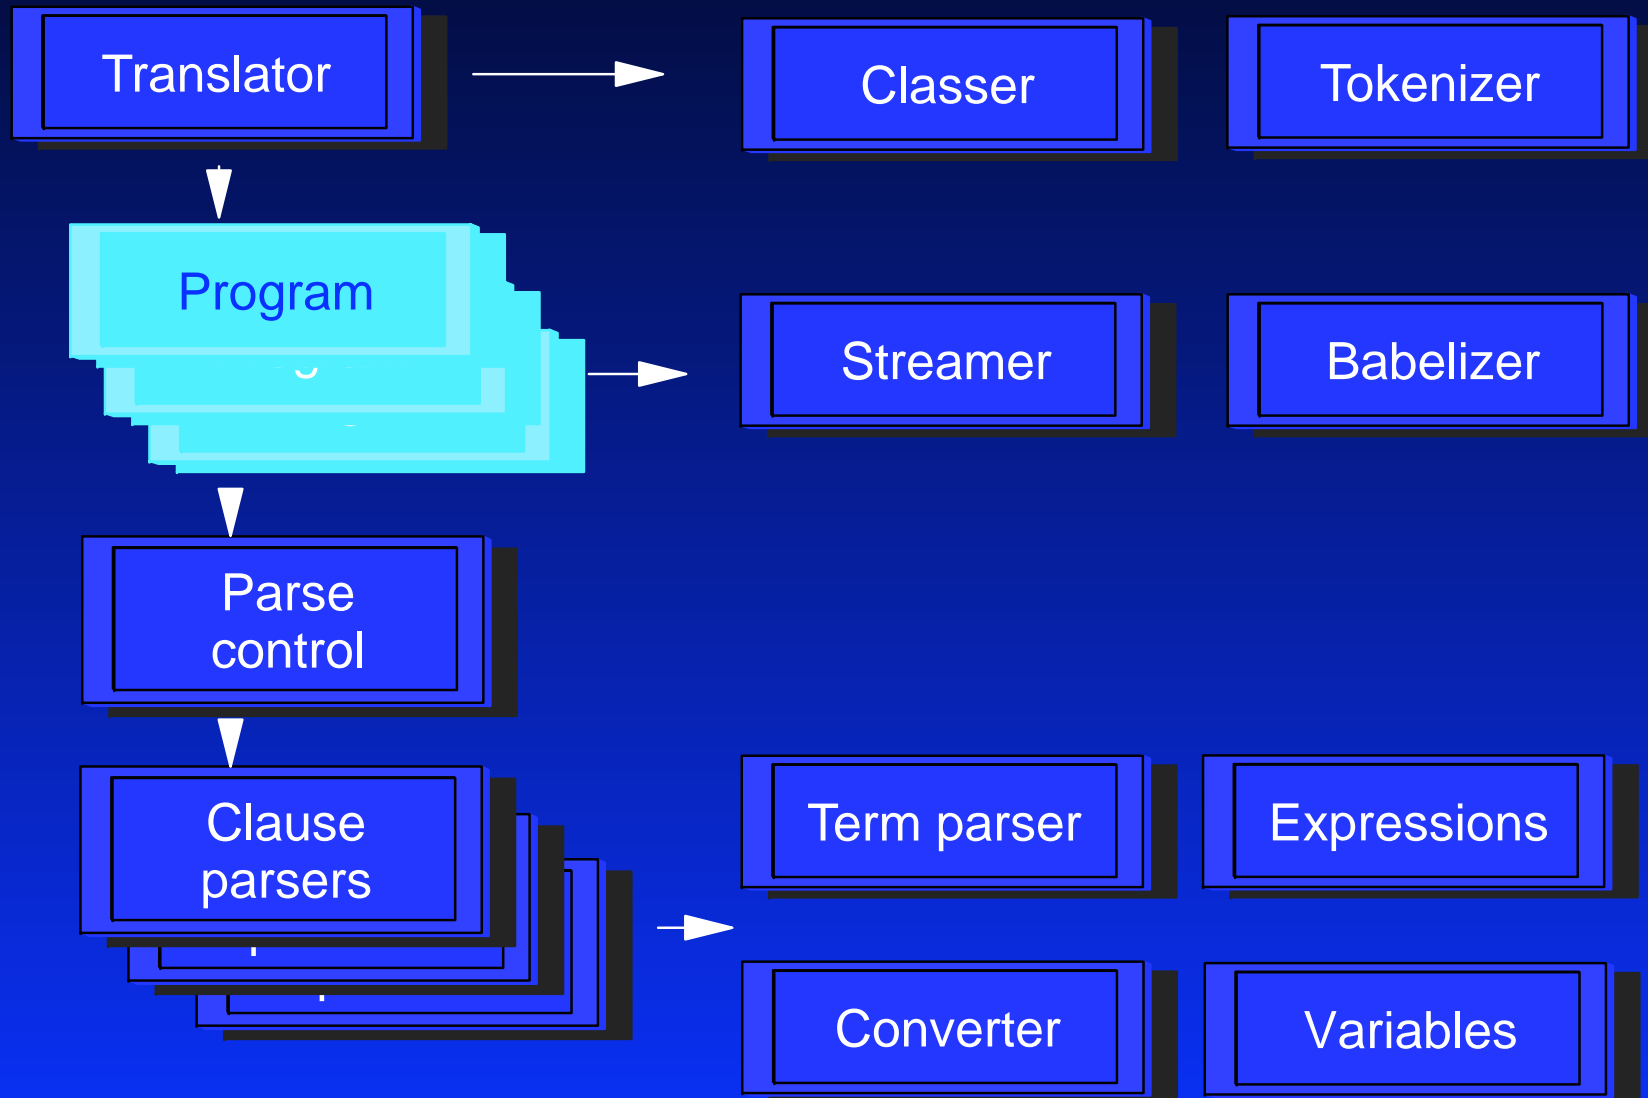 Translator
Classer
Tokenizer
Program
Streamer
Babelizer
Parse
control
Clause
parsers
Term parser
Expressions
Converter
Variables